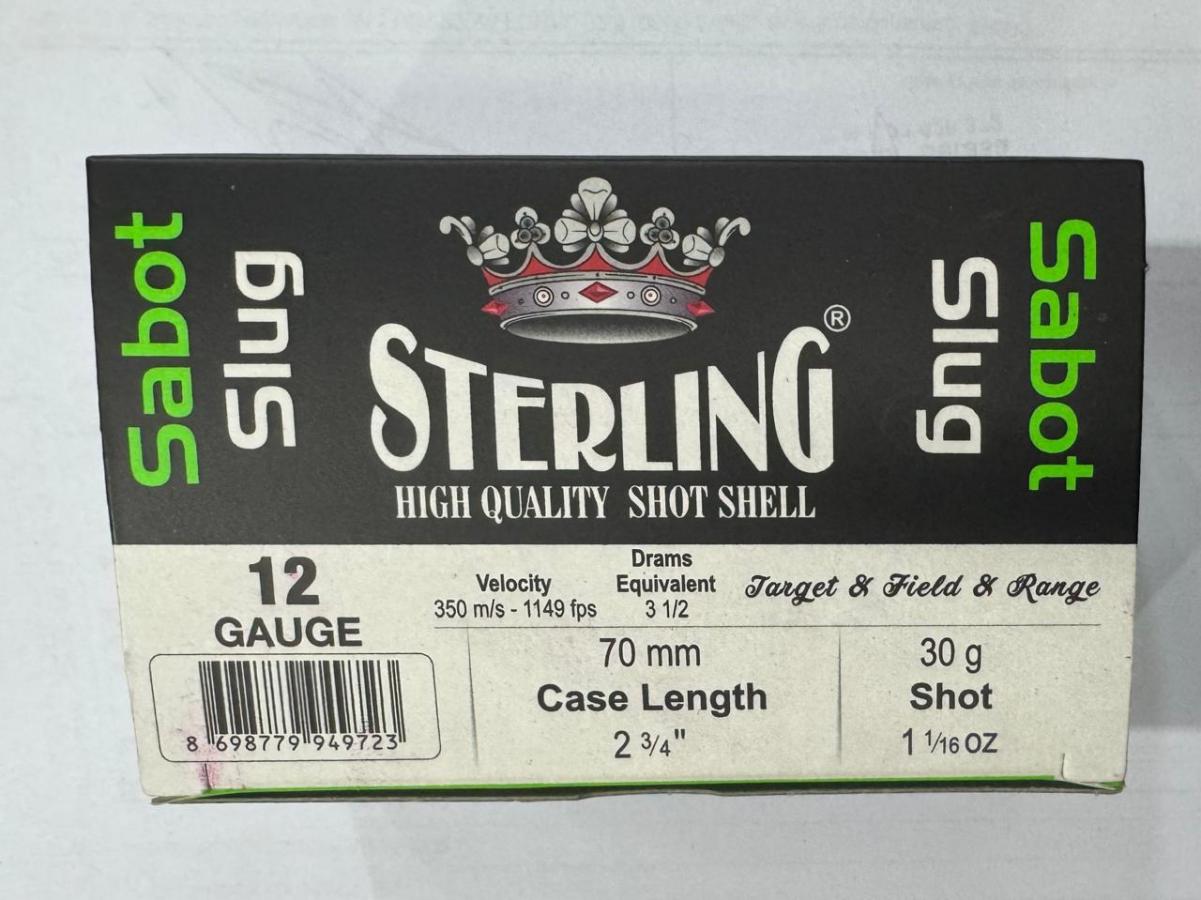 Sabot
Slug
STERLING®
HIGH QUALITY SHOT SHELL
Slug
Sabot
12
GAUGE
8 698779 949723
Velocity
350 m/s - 1149 fps
Drams
Equivalent
3 1/2
Target & Field & Range
70 mm
Case Length
2 3/4"
30 g
Shot
1 1/16 OZ